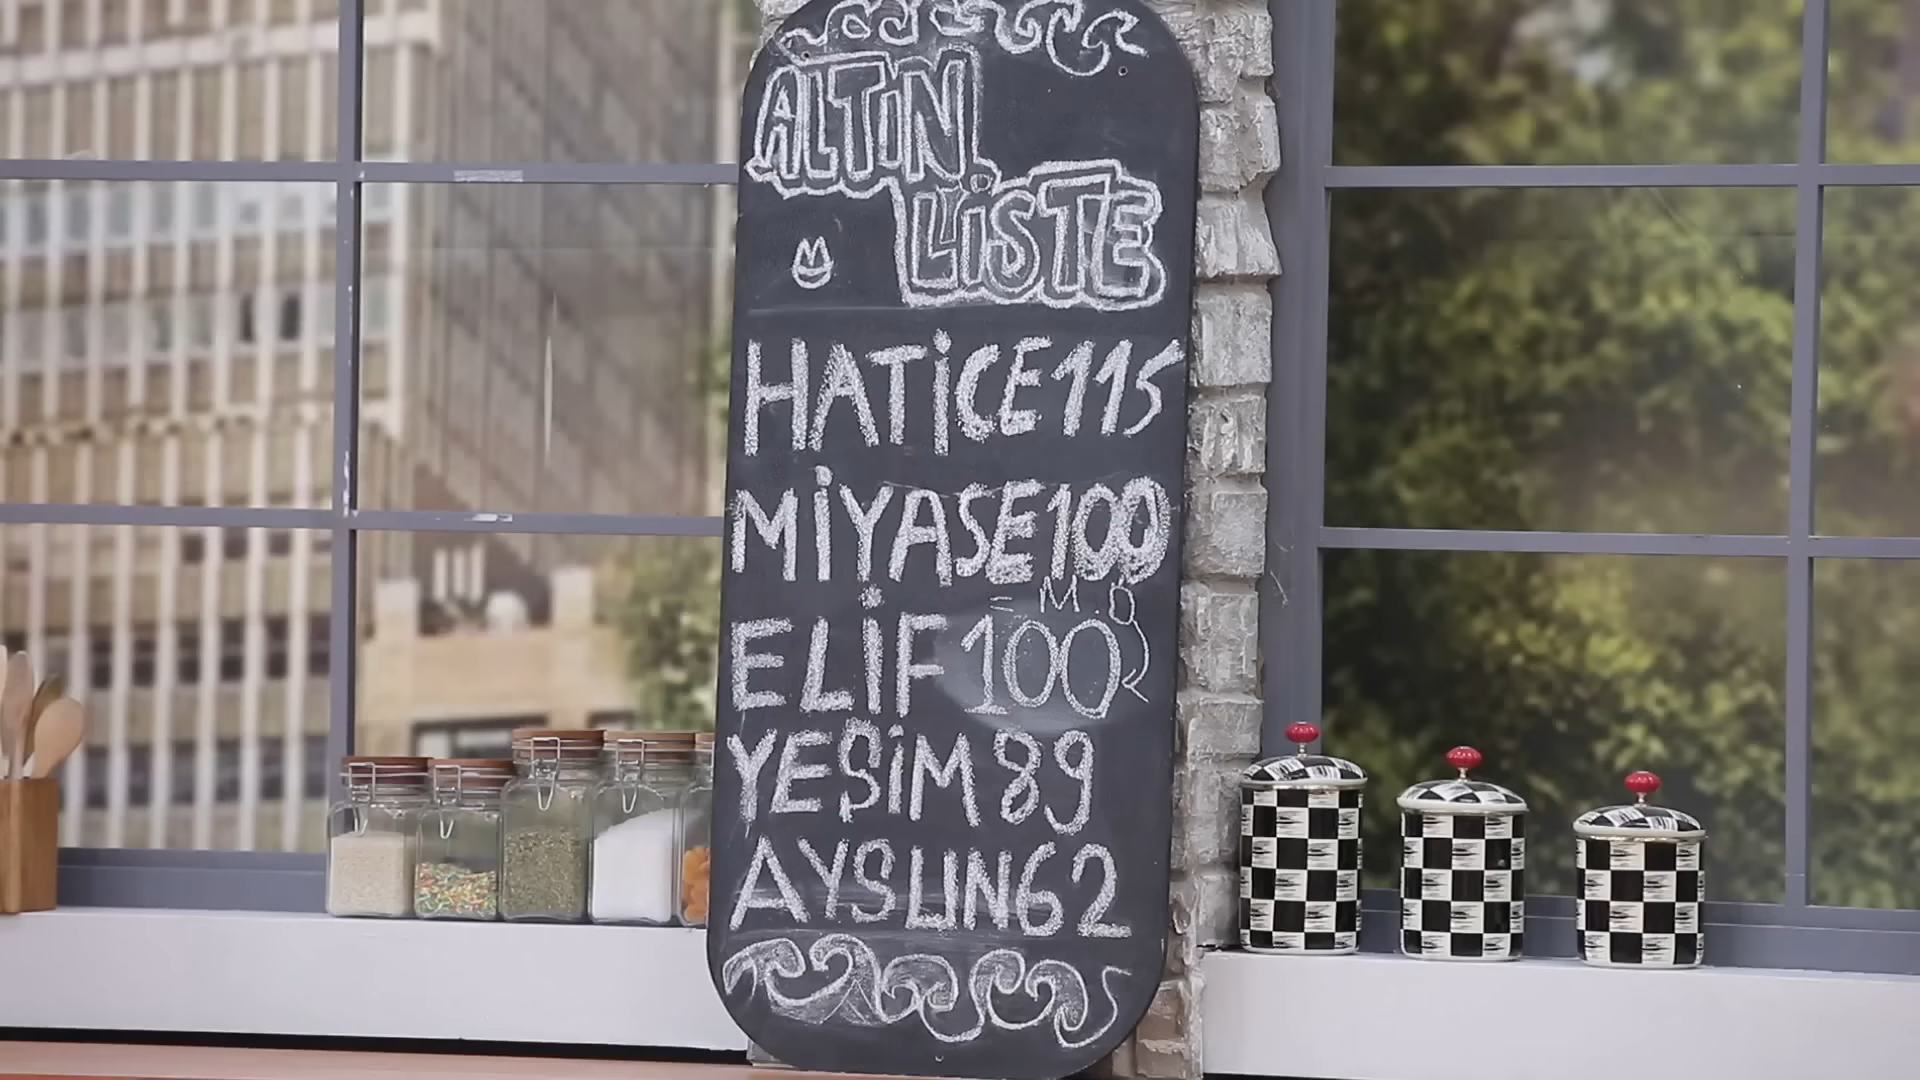 ALTIN
LİSTE
HATİCE 115
MİYASE 100
= M.Ö
ELİF 100
YEŞİM 89
AYSUN 62